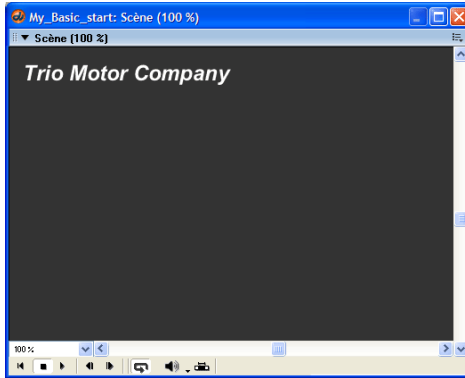 My_Basic_start: Scène (100 %)
Scène (100 %)
Trio Motor Company
100 %